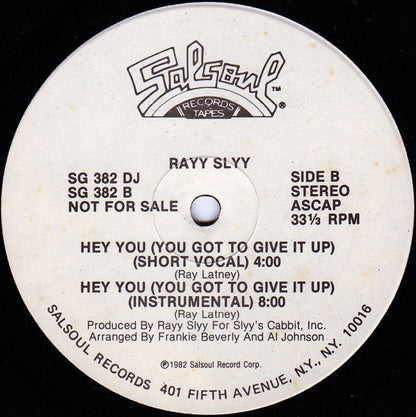 Salsoul TM
RECORDS ®
TAPES
RAYY SLYY
SG 382 DJ SIDE B
SG 382 B STEREO
NOT FOR SALE ASCAP
33⅓ RPM
HEY YOU (YOU GOT TO GIVE IT UP)
(SHORT VOCAL) 4:00
(Ray Latney)
HEY YOU (YOU GOT TO GIVE IT UP)
(INSTRUMENTAL) 8:00
(Ray Latney)
Produced By Rayy Slyy For Slyy's Cabbit, Inc.
Arranged By Frankie Beverly And Al Johnson
℗1982 Salsoul Record Corp.
SALSOUL RECORDS 401 FIFTH AVENUE, N.Y., N.Y. 10016